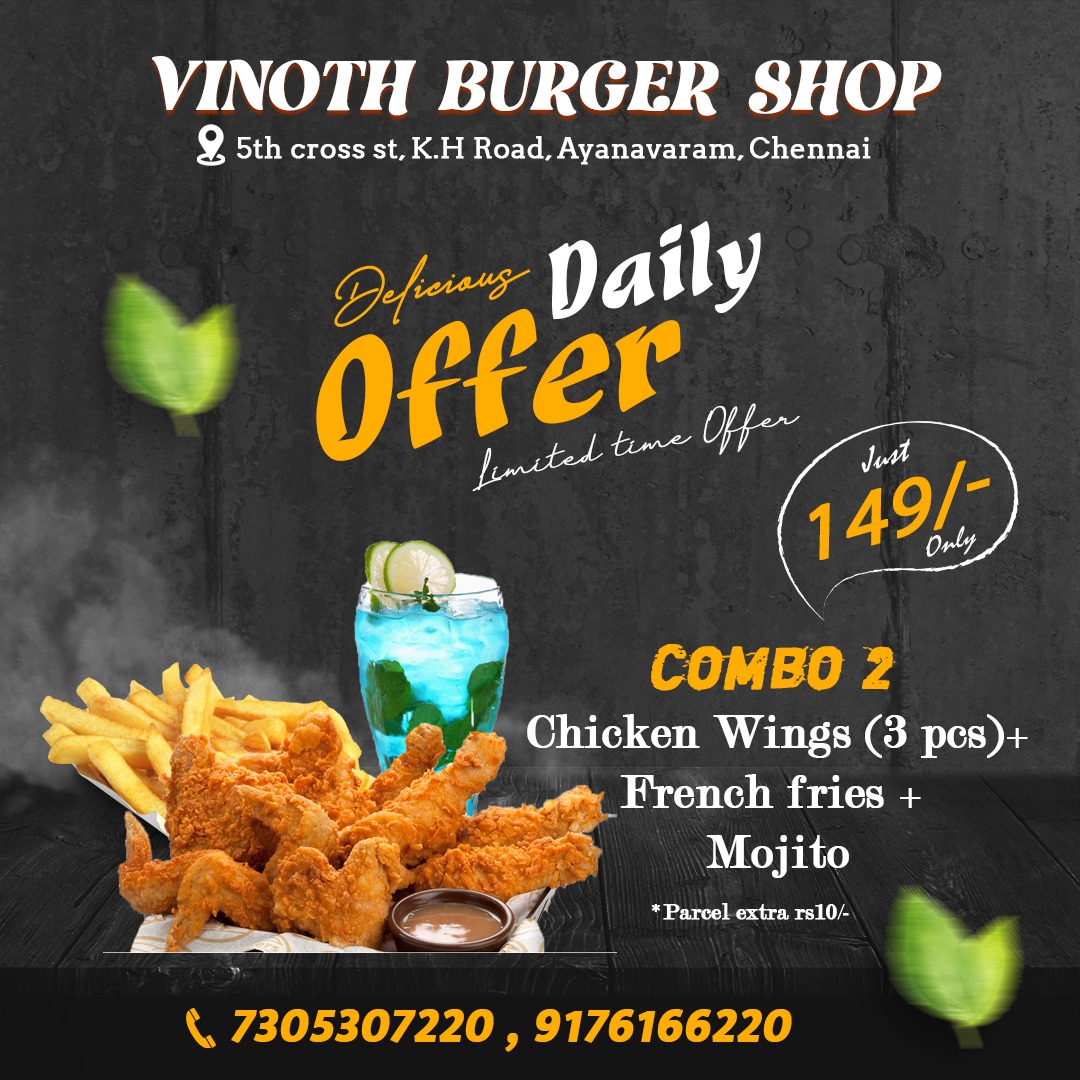 VINOTH BURGER SHOP
5th cross st, K.H Road, Ayanavaram, Chennai
Delicious Daily
Offer
Limited time Offer
Just
149/-
Only
COMBO 2
Chicken Wings (3 pcs)+
French fries +
Mojito
*Parcel extra rs10/-
7305307220 , 9176166220